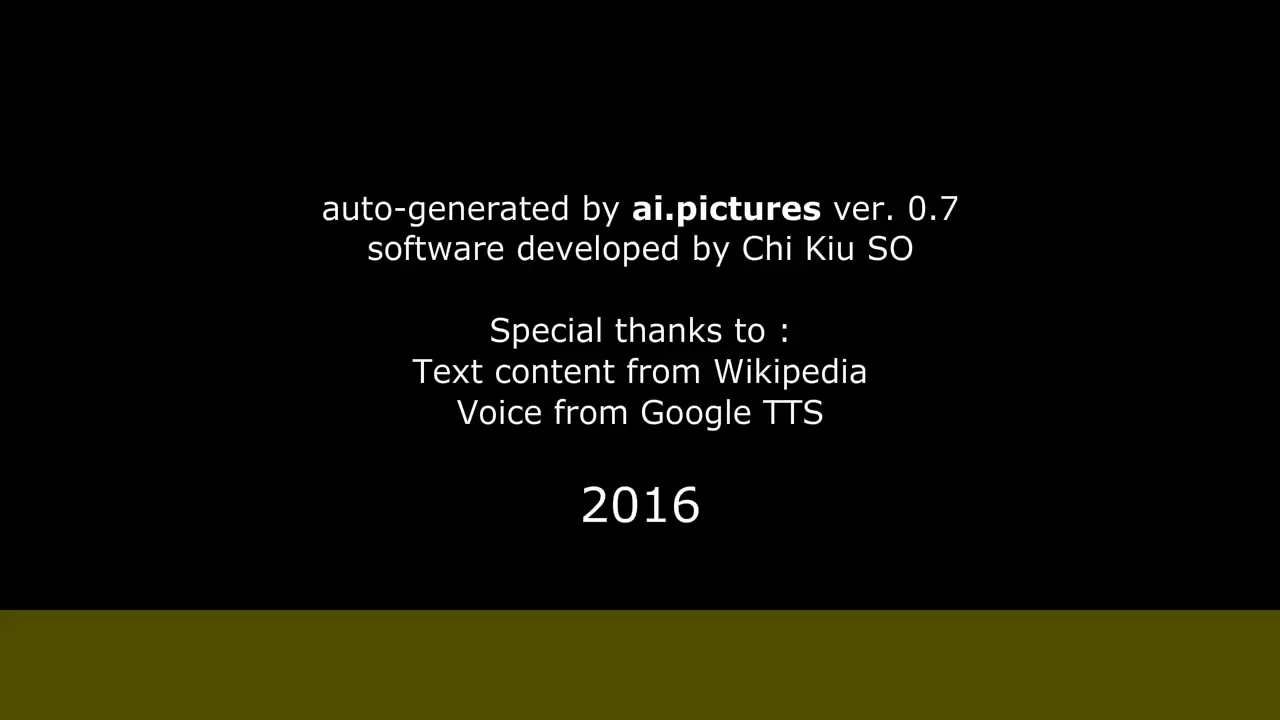 auto-generated by ai.pictures ver. 0.7
software developed by Chi Kiu SO
Special thanks to :
Text content from Wikipedia
Voice from Google TTS
2016